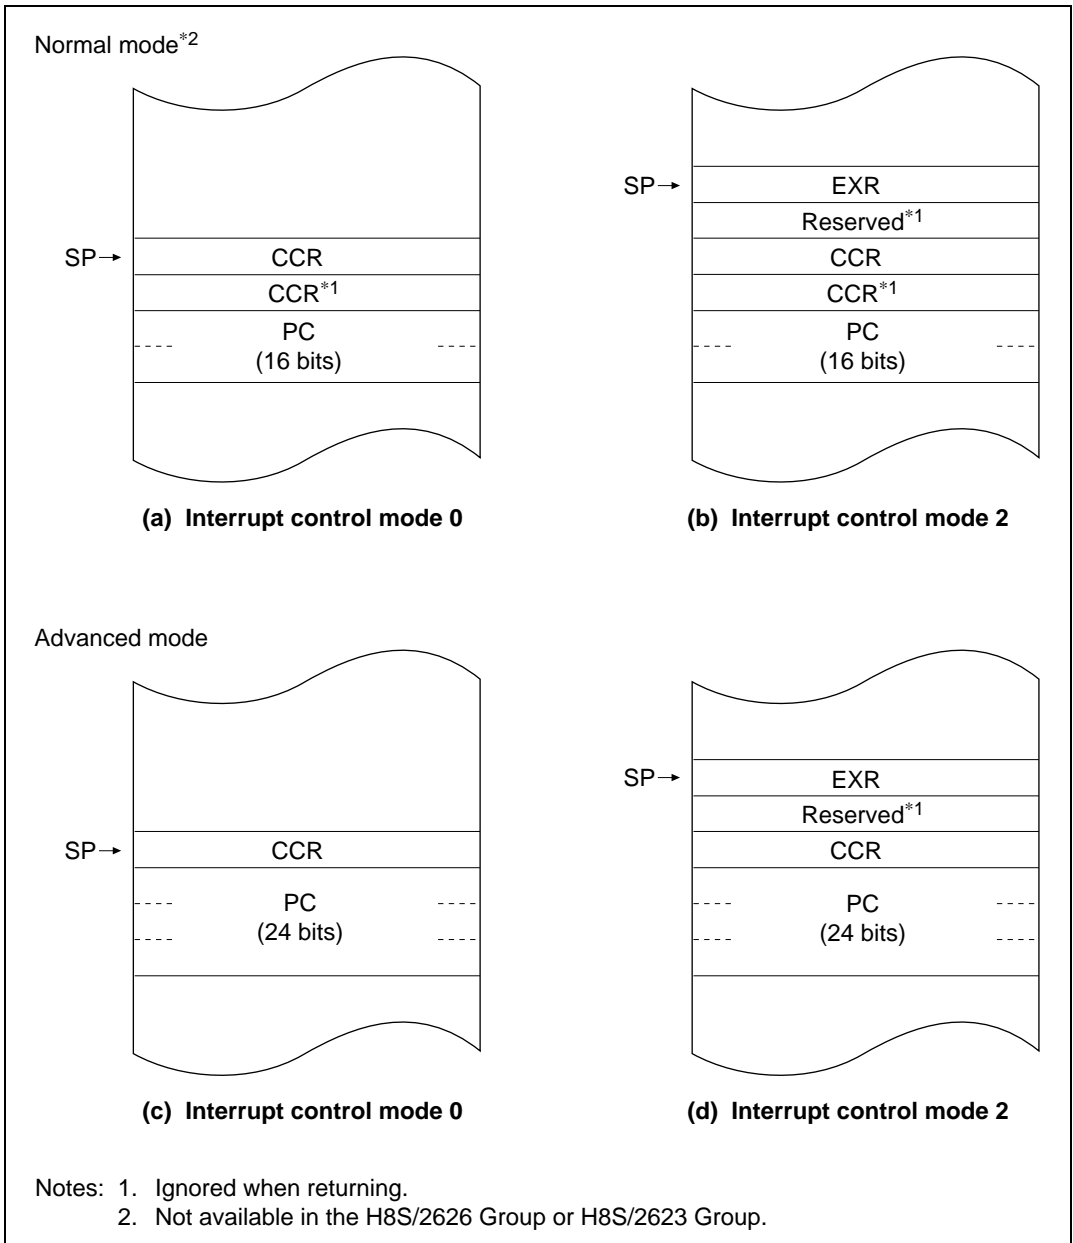 Normal mode*2
SP→
CCR
CCR*1
PC
(16 bits)
(a) Interrupt control mode 0
SP→
EXR
Reserved*1
CCR
CCR*1
PC
(16 bits)
(b) Interrupt control mode 2
Advanced mode
SP→
CCR
PC
(24 bits)
(c) Interrupt control mode 0
SP→
EXR
Reserved*1
CCR
PC
(24 bits)
(d) Interrupt control mode 2
Notes: 1. Ignored when returning.
2. Not available in the H8S/2626 Group or H8S/2623 Group.